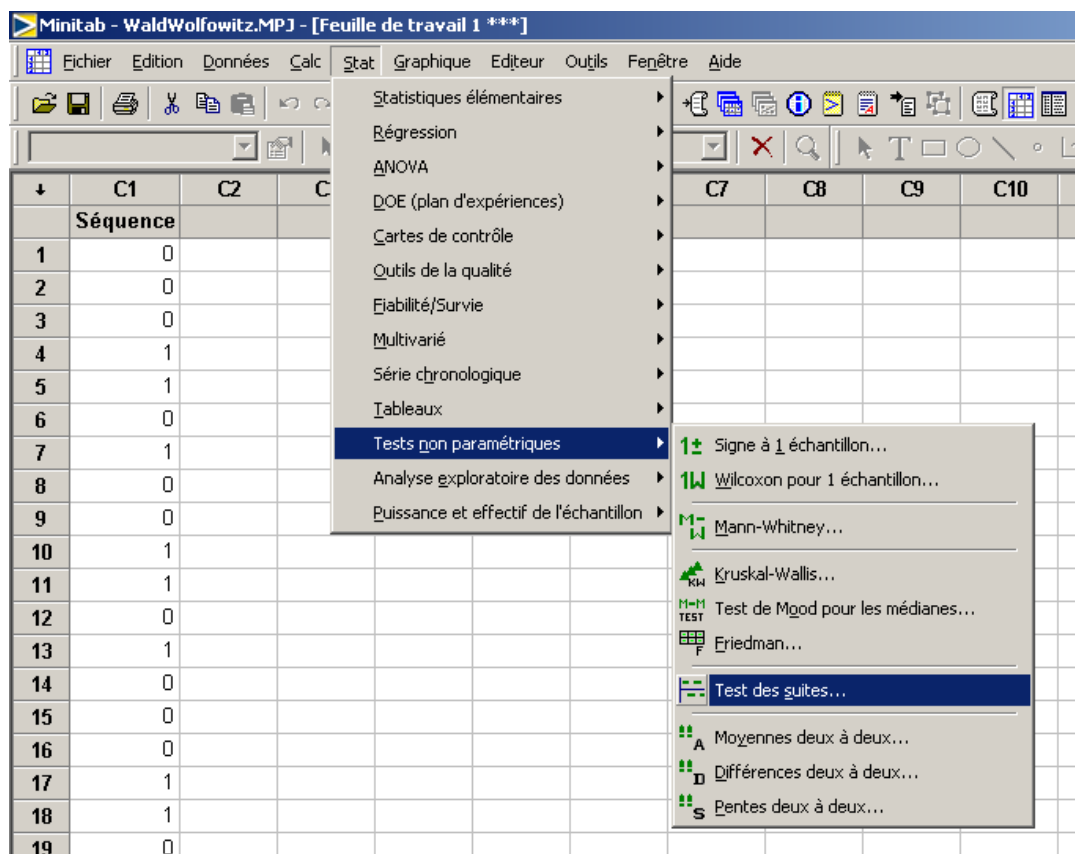 Minitab - WaldWolfowitz.MPJ - [Feuille de travail 1 ***]
Fichier Edition Données Calc Stat Graphique Editeur Outils Fenêtre Aide
Statistiques élémentaires
Régression
ANOVA
DOE (plan d'expériences)
Cartes de contrôle
Outils de la qualité
Fiabilité/Survie
Multivarié
Série chronologique
Tableaux
Tests non paramétriques
Analyse exploratoire des données
Puissance et effectif de l'échantillon
1± Signe à 1 échantillon...
1W Wilcoxon pour 1 échantillon...
M-W Mann-Whitney...
KW Kruskal-Wallis...
M-M TEST Test de Mood pour les médianes...
F Friedman...
Test des suites...
A Moyennes deux à deux...
D Différences deux à deux...
S Pentes deux à deux...
C1 C2 C C7 C8 C9 C10
Séquence
1 0
2 0
3 0
4 1
5 1
6 0
7 1
8 0
9 0
10 1
11 1
12 0
13 1
14 0
15 0
16 0
17 1
18 1
19 0